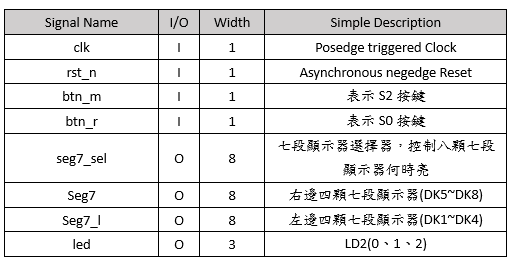 Signal Name I/O Width Simple Description
clk I 1 Posedge triggered Clock
rst_n I 1 Asynchronous negedge Reset
btn_m I 1 表示 S2 按鍵
btn_r I 1 表示 S0 按鍵
seg7_sel O 8 七段顯示器選擇器，控制八顆七段
顯示器何時亮
Seg7 O 8 右邊四顆七段顯示器(DK5~DK8)
Seg7_l O 8 左邊四顆七段顯示器(DK1~DK4)
led O 3 LD2(0、1、2)